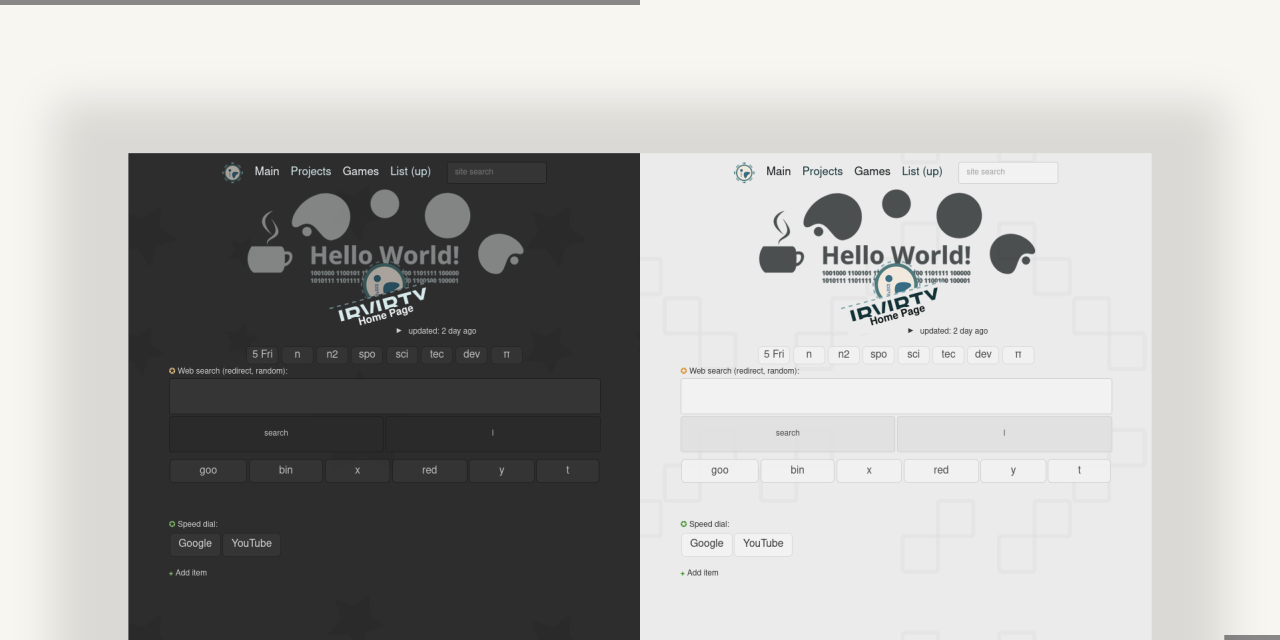 Main Projects Games List (up) site search
Hello World!
1001000 1100101 1101111 100000
1010111 1101111 100001
IRVIRTY
Home Page
► updated: 2 day ago
5 Fri n n2 spo sci tec dev π
Web search (redirect, random):
search l
goo bin x red y t
Speed dial:
Google YouTube
+ Add item
Main Projects Games List (up) site search
Hello World!
1001000 1100101 1101111 100000
1010111 1101111 100001
IRVIRTY
Home Page
► updated: 2 day ago
5 Fri n n2 spo sci tec dev π
Web search (redirect, random):
search l
goo bin x red y t
Speed dial:
Google YouTube
+ Add item